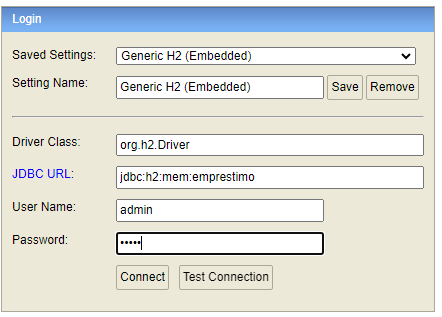 Login
Saved Settings: Generic H2 (Embedded)
Setting Name: Generic H2 (Embedded) Save Remove
Driver Class: org.h2.Driver
JDBC URL: jdbc:h2:mem:emprestimo
User Name: admin
Password: •••••
Connect Test Connection